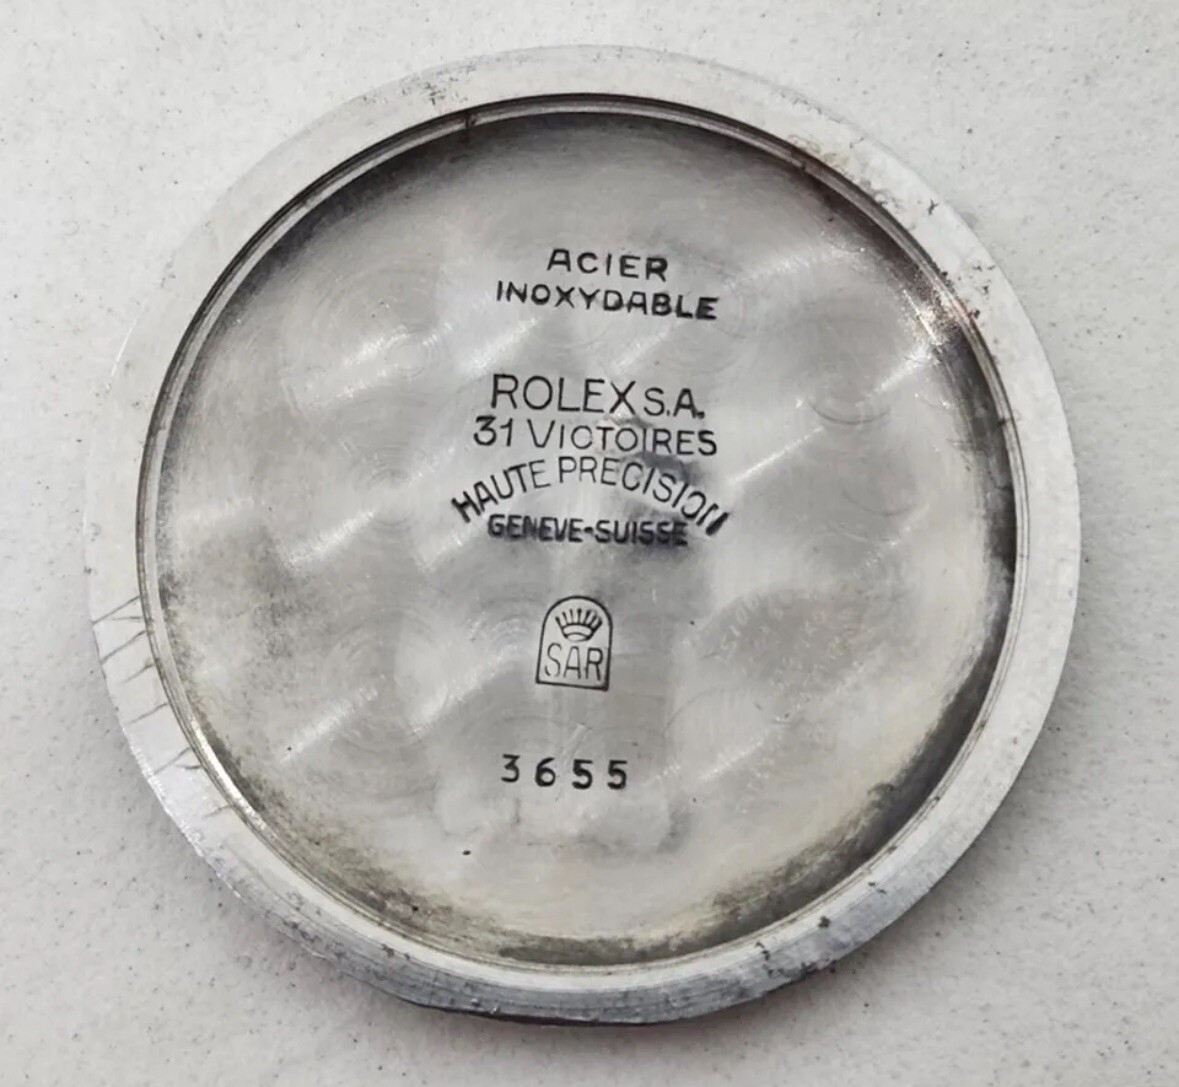 ACIER
INOXYDABLE
ROLEX S.A.
31 VICTOIRES
HAUTE PRECISION
GENEVE-SUISSE
SAR
3655